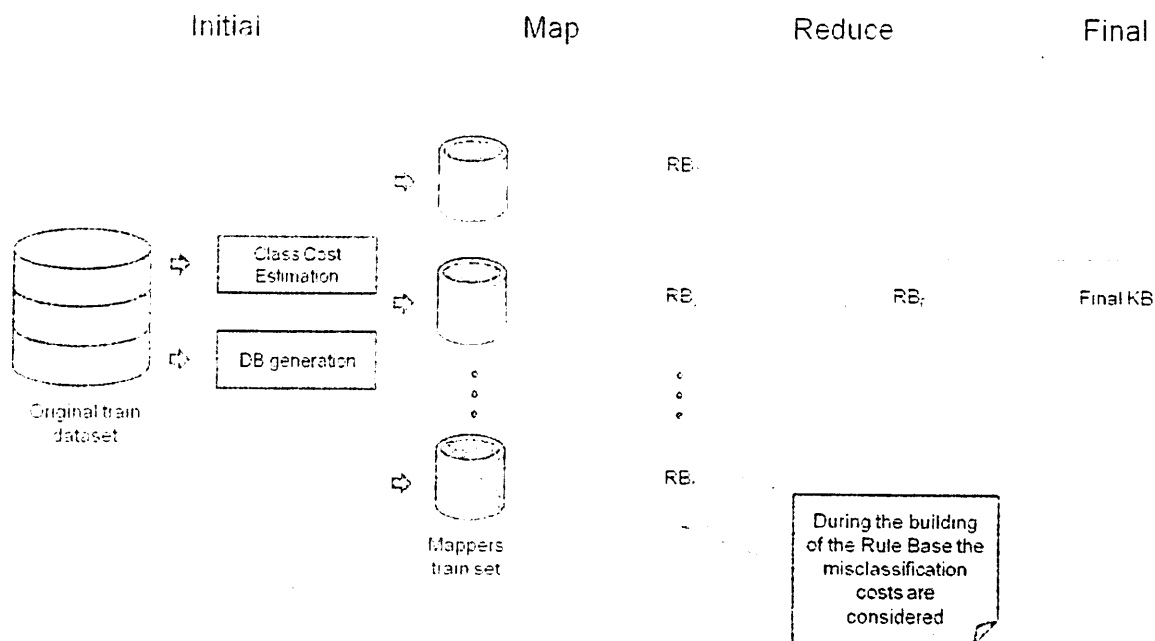 Initial
Map
Reduce
Final
Class Cost
Estimation
DB generation
Original train
dataset
Mappers
train set
RB
RB
RB
RB
Final KB
During the building
of the Rule Base the
misclassification
costs are
considered